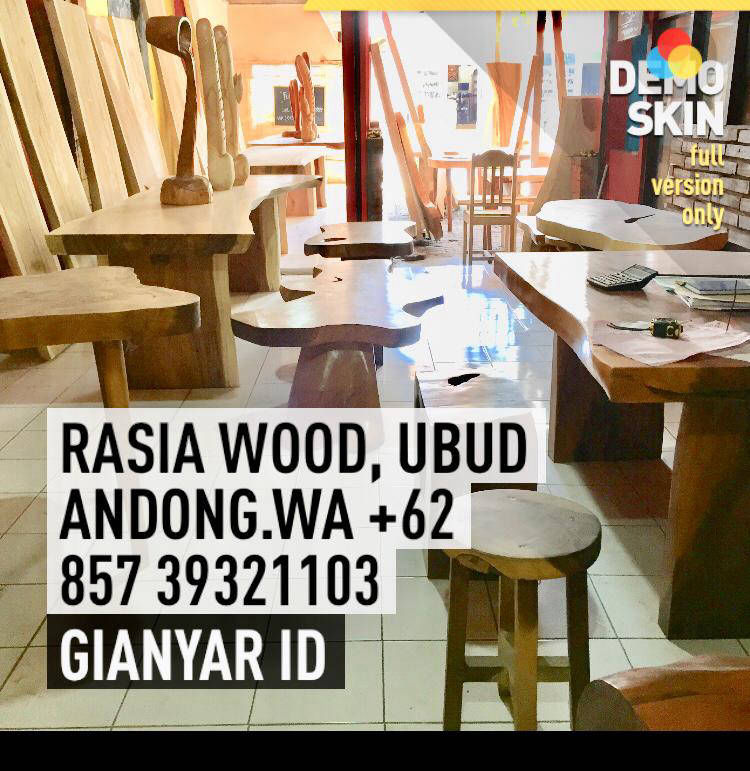 DEMO
SKIN
full
version
only
RASIA WOOD, UBUD
ANDONG.WA +62
857 39321103
GIANYAR ID